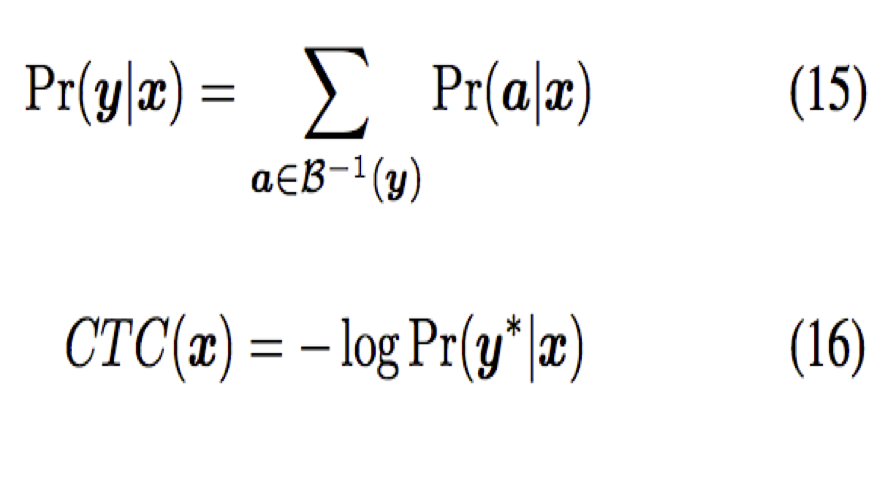 Pr(y|x) = ∑ Pr(a|x) (15)
a∈ℬ⁻¹(y)
CTC(x) = − log Pr(y*|x) (16)